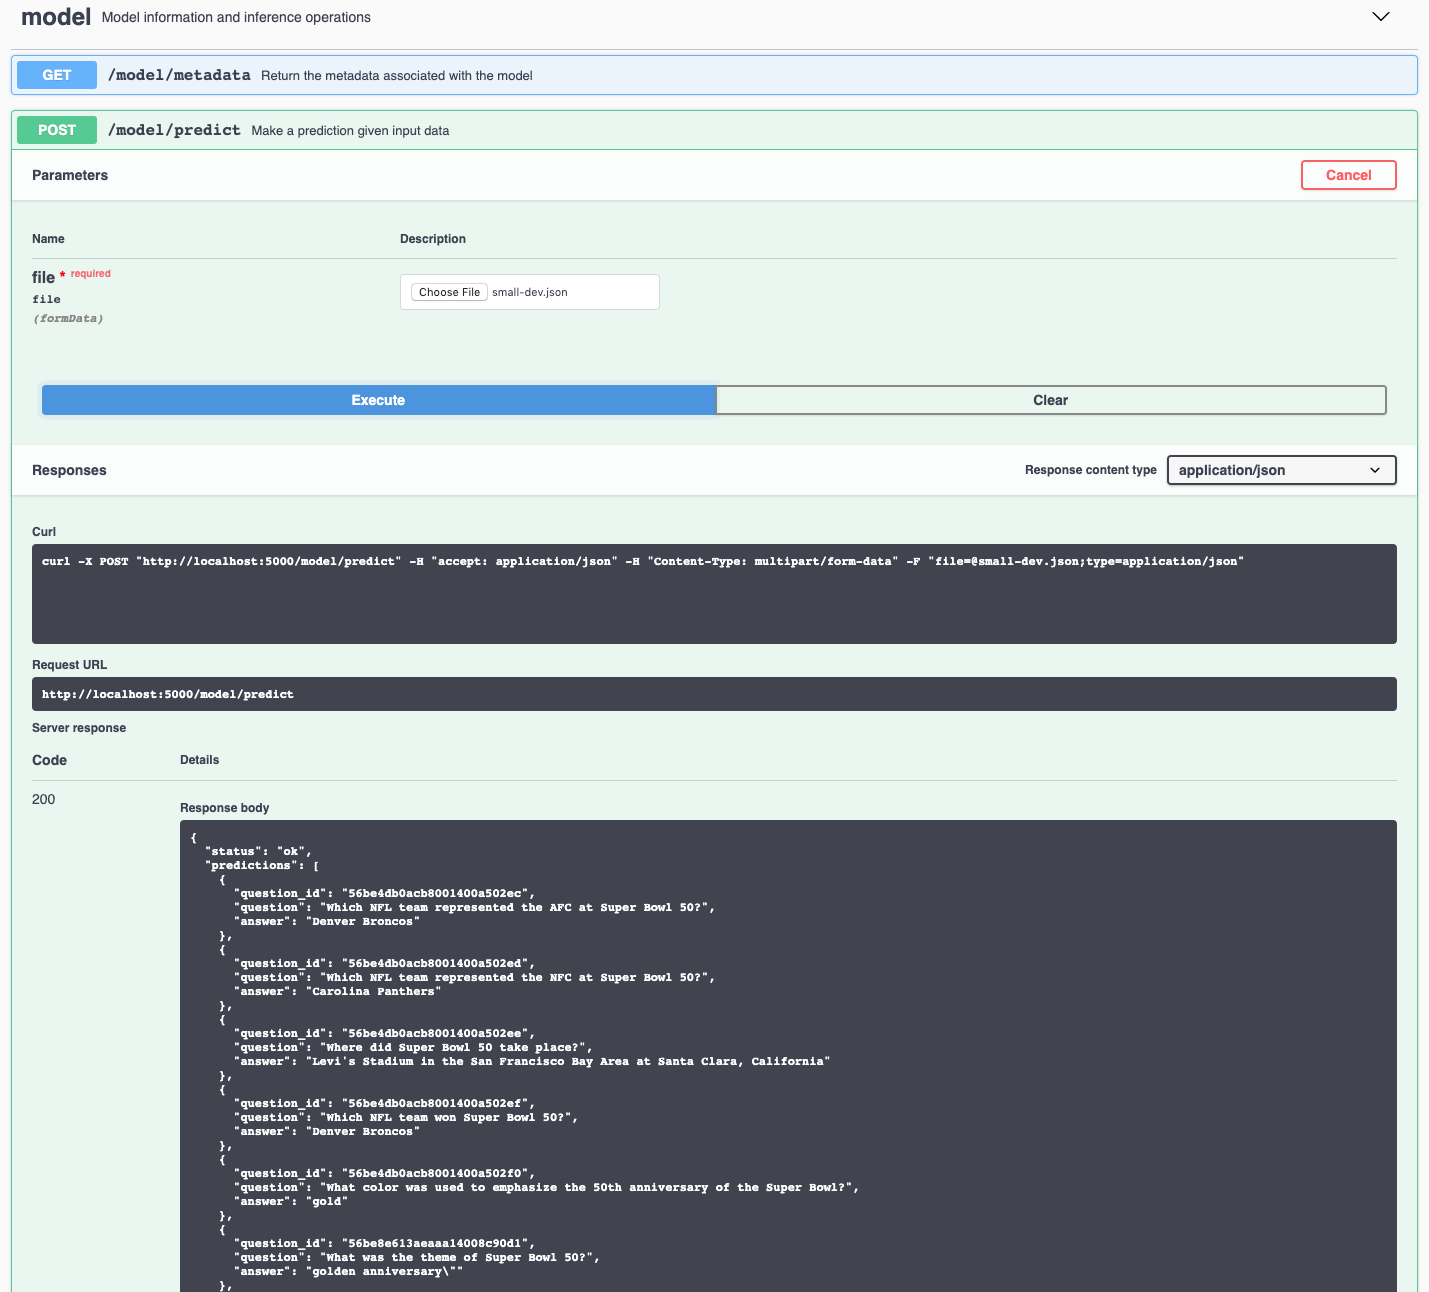 model Model information and inference operations
GET /model/metadata Return the metadata associated with the model
POST /model/predict Make a prediction given input data
Parameters Cancel
Name Description
file * required
file
(formData)
Choose File small-dev.json
Execute Clear
Responses Response content type application/json
Curl
curl -X POST "http://localhost:5000/model/predict" -H "accept: application/json" -H "Content-Type: multipart/form-data" -F "file=@small-dev.json;type=application/json"
Request URL
http://localhost:5000/model/predict
Server response
Code Details
200
Response body
{
  "status": "ok",
  "predictions": [
    {
      "question_id": "56be4db0acb8001400a502ec",
      "question": "Which NFL team represented the AFC at Super Bowl 50?",
      "answer": "Denver Broncos"
    },
    {
      "question_id": "56be4db0acb8001400a502ed",
      "question": "Which NFL team represented the NFC at Super Bowl 50?",
      "answer": "Carolina Panthers"
    },
    {
      "question_id": "56be4db0acb8001400a502ee",
      "question": "Where did Super Bowl 50 take place?",
      "answer": "Levi's Stadium in the San Francisco Bay Area at Santa Clara, California"
    },
    {
      "question_id": "56be4db0acb8001400a502ef",
      "question": "Which NFL team won Super Bowl 50?",
      "answer": "Denver Broncos"
    },
    {
      "question_id": "56be4db0acb8001400a502f0",
      "question": "What color was used to emphasize the 50th anniversary of the Super Bowl?",
      "answer": "gold"
    },
    {
      "question_id": "56be8e613aeaaa14008c90d1",
      "question": "What was the theme of Super Bowl 50?",
      "answer": "golden anniversary\""
    },